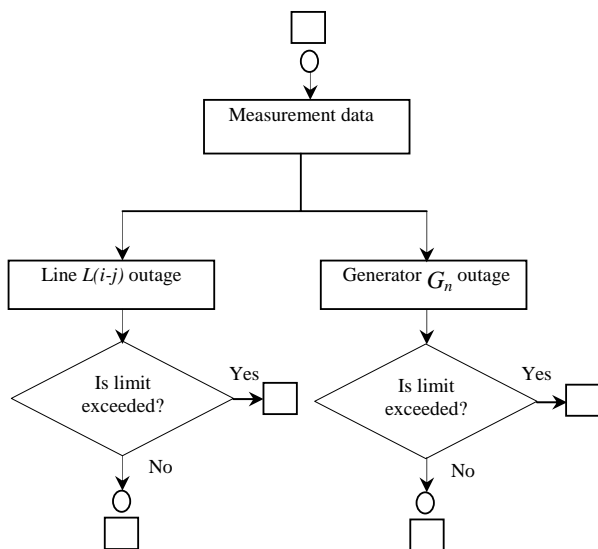 Measurement data
Line L(i-j) outage
Generator Gn outage
Is limit
exceeded?
Yes
No
Is limit
exceeded?
Yes
No